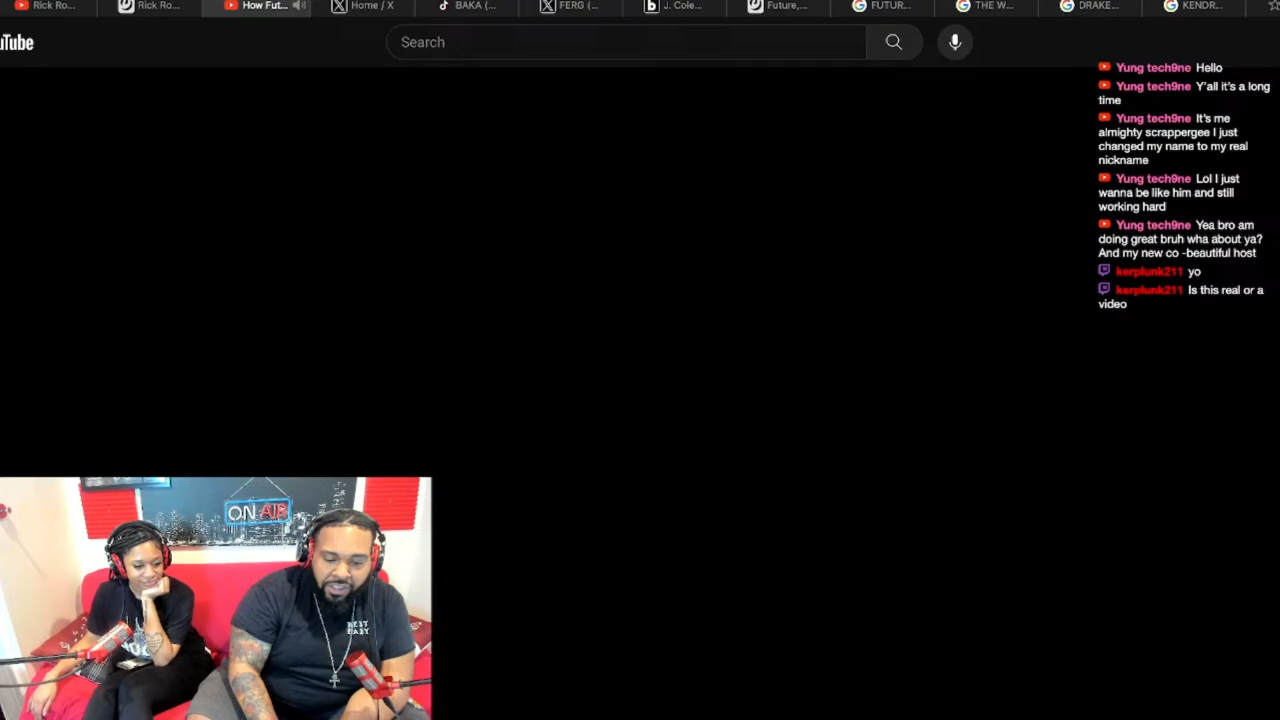 Rick Ro...
Rick Ro...
How Fut...
Home / X
BAKA (...
FERG (...
J. Cole...
Future,...
FUTUR...
THE W...
DRAKE...
KENDR...
uTube
Search
Yung tech9ne Hello
Yung tech9ne Y'all it's a long
time
Yung tech9ne It's me
almighty scrappergee I just
changed my name to my real
nickname
Yung tech9ne Lol I just
wanna be like him and still
working hard
Yung tech9ne Yea bro am
doing great bruh wha about ya?
And my new co -beautiful host
kerplunk211 yo
kerplunk211 Is this real or a
video
ON AIR